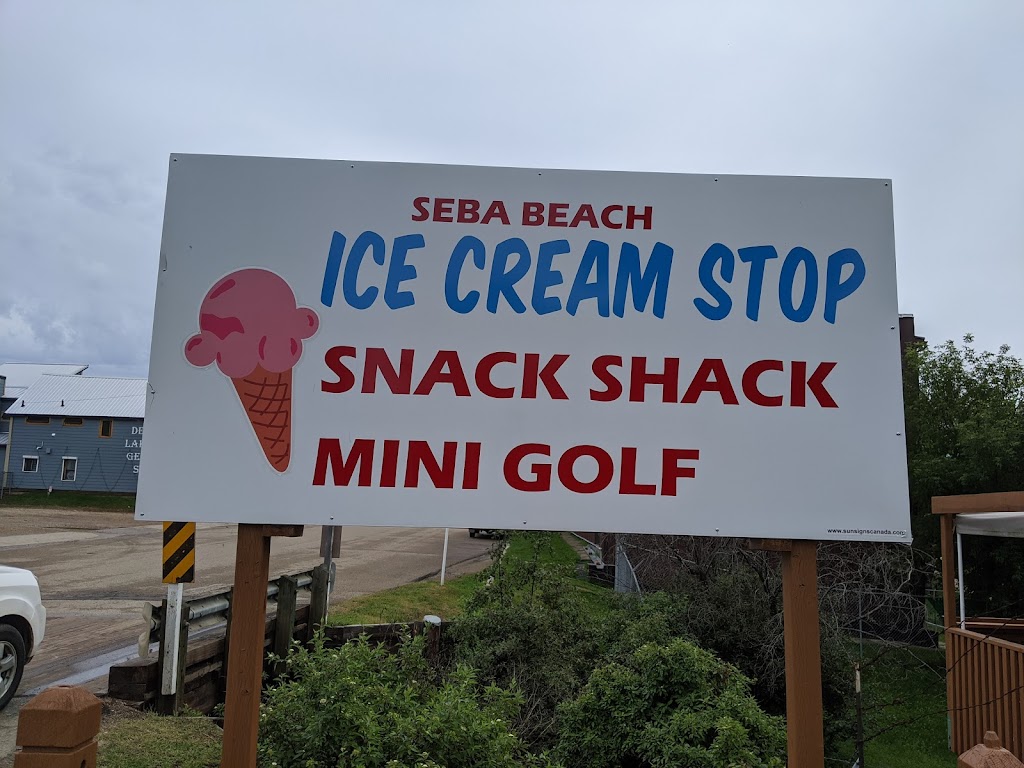 SEBA BEACH
ICE CREAM STOP
SNACK SHACK
MINI GOLF
www.sunsignscanada.com